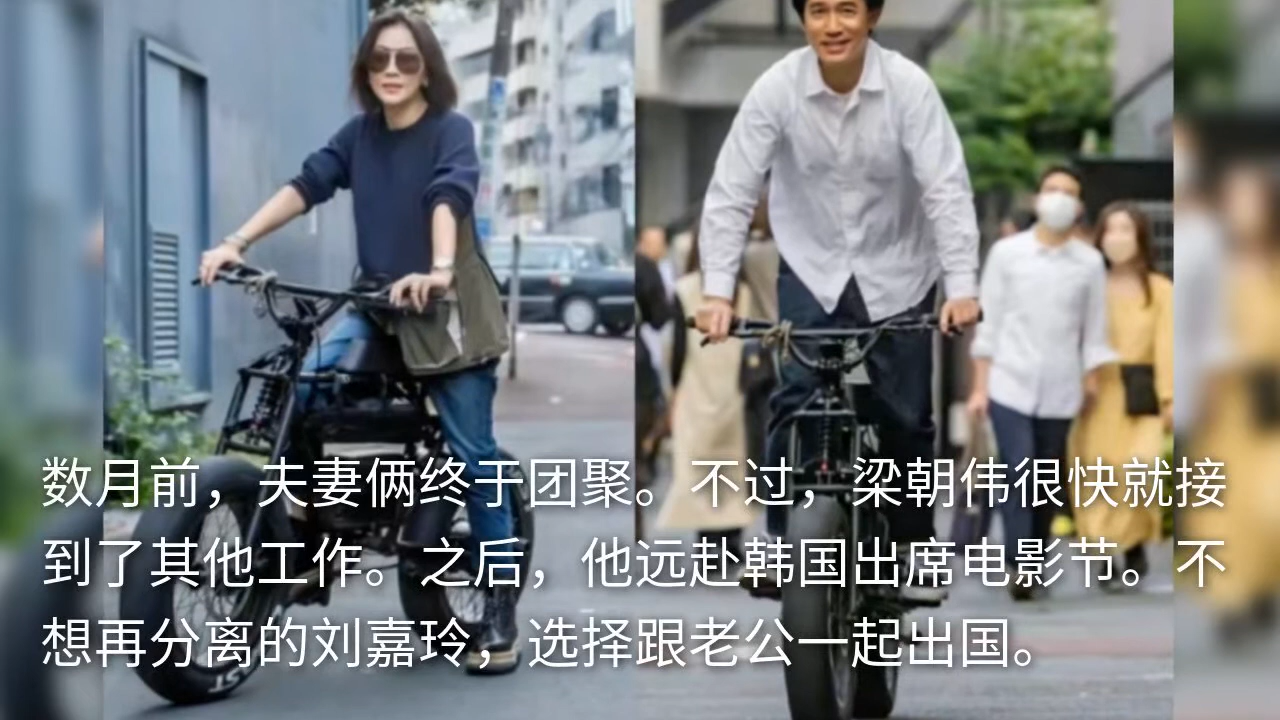 数月前，夫妻俩终于团聚。不过，梁朝伟很快就接
到了其他工作。之后，他远赴韩国出席电影节。不
想再分离的刘嘉玲，选择跟老公一起出国。